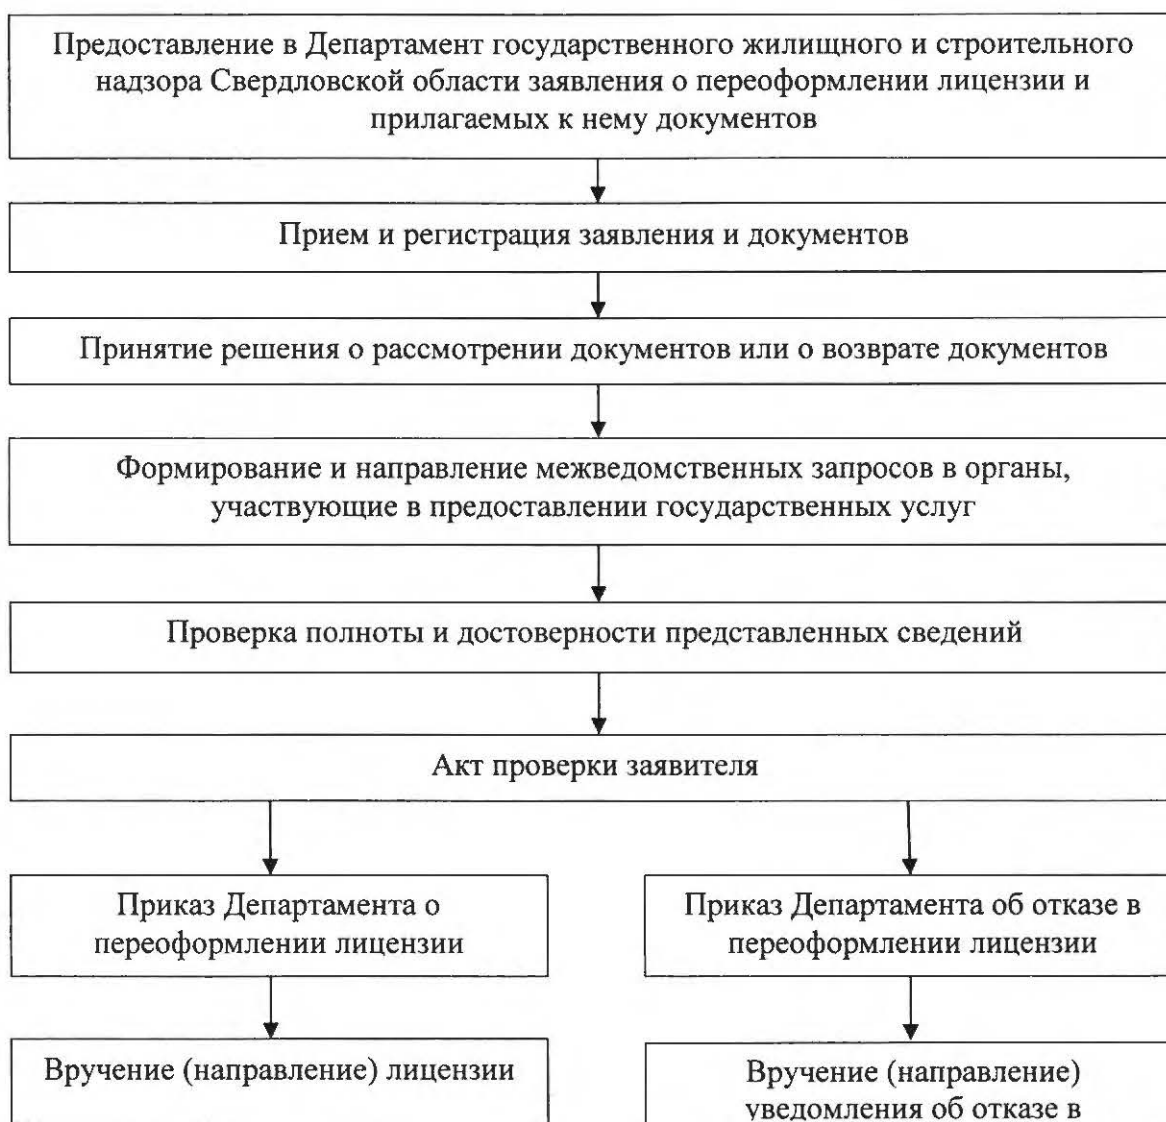 Предоставление в Департамент государственного жилищного и строительного
надзора Свердловской области заявления о переоформлении лицензии и
прилагаемых к нему документов
Прием и регистрация заявления и документов
Принятие решения о рассмотрении документов или о возврате документов
Формирование и направление межведомственных запросов в органы,
участвующие в предоставлении государственных услуг
Проверка полноты и достоверности представленных сведений
Акт проверки заявителя
Приказ Департамента о
переоформлении лицензии
Приказ Департамента об отказе в
переоформлении лицензии
Вручение (направление) лицензии
Вручение (направление)
уведомления об отказе в